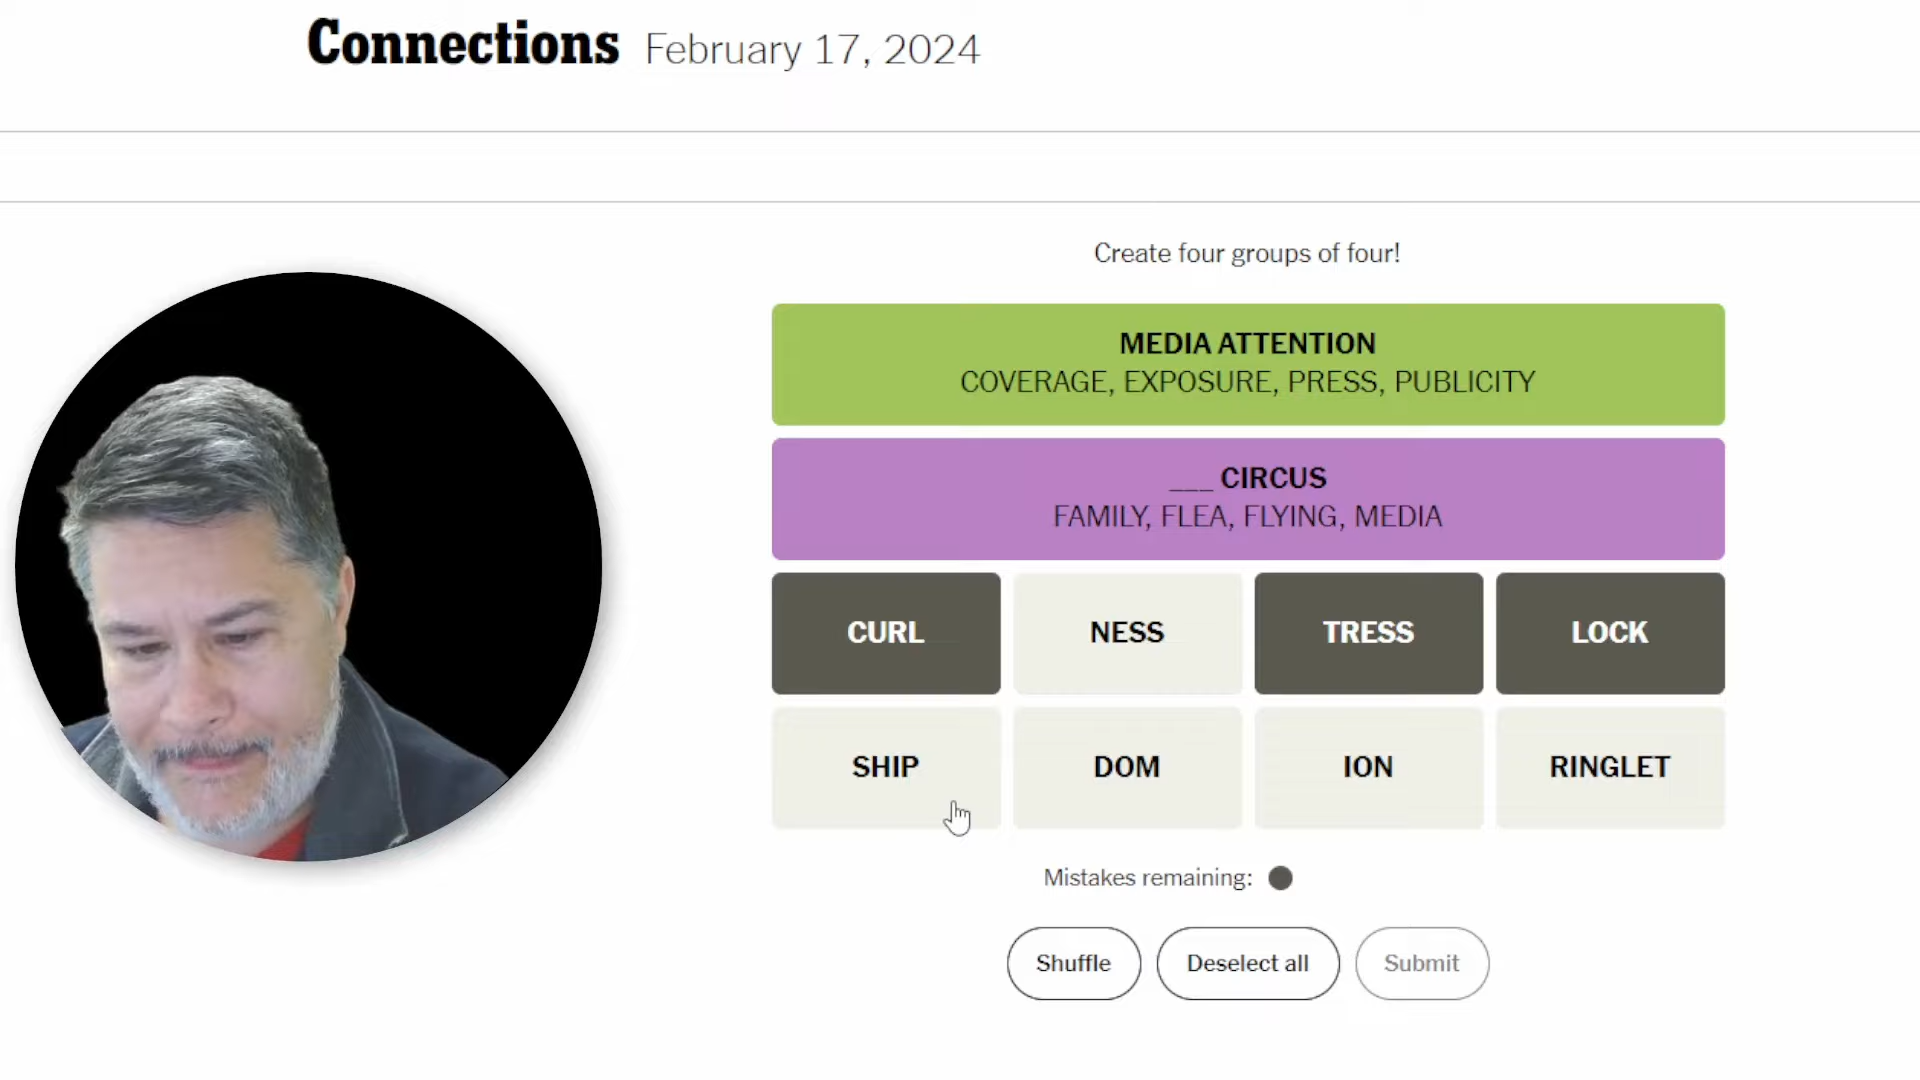 Connections February 17, 2024
Create four groups of four!
MEDIA ATTENTION
COVERAGE, EXPOSURE, PRESS, PUBLICITY
___ CIRCUS
FAMILY, FLEA, FLYING, MEDIA
CURL NESS TRESS LOCK
SHIP DOM ION RINGLET
Mistakes remaining:
Shuffle Deselect all Submit